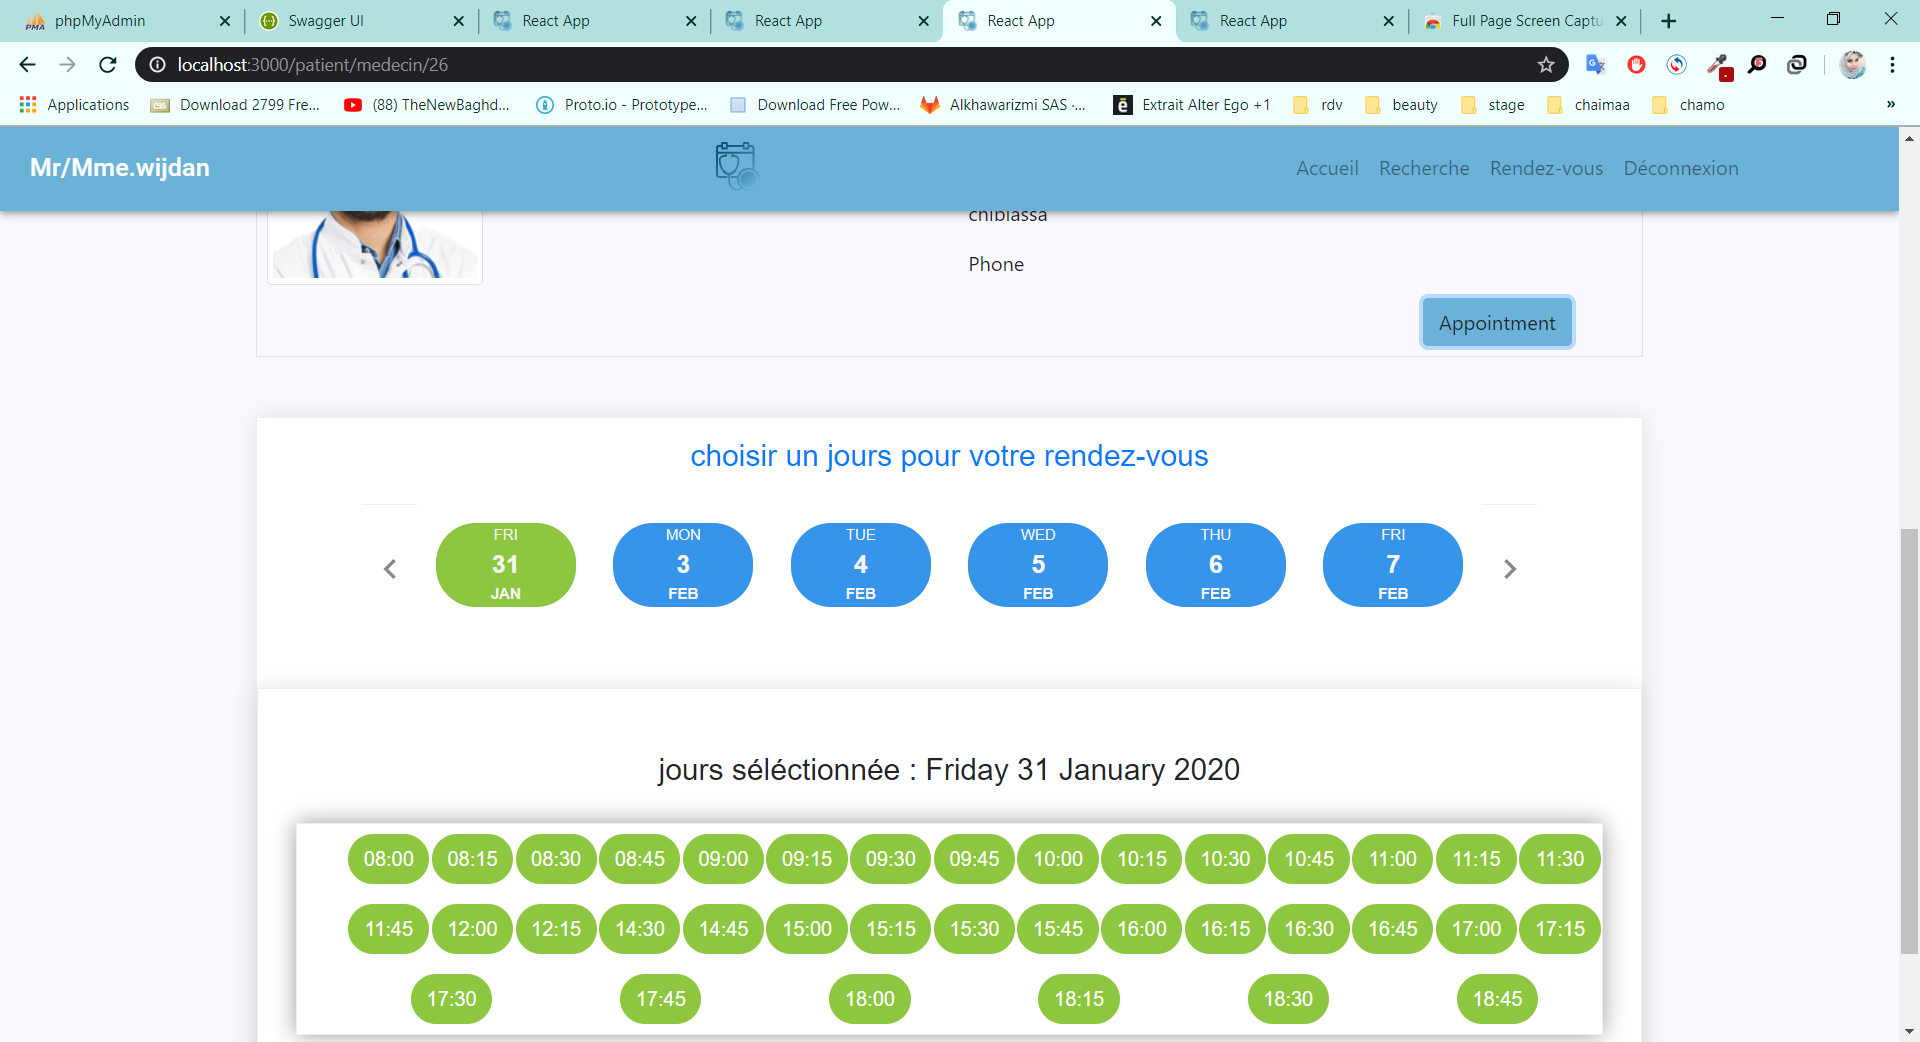 phpMyAdmin
Swagger UI
React App
React App
React App
React App
Full Page Screen Captu
localhost:3000/patient/medecin/26
Applications
CSS
Download 2799 Fre...
(88) TheNewBaghd...
Proto.io - Prototype...
Download Free Pow...
Alkhawarizmi SAS ·...
Extrait Alter Ego +1
rdv
beauty
stage
chaimaa
chamo
»
Mr/Mme.wijdan
Accueil
Recherche
Rendez-vous
Déconnexion
chiblassa
Phone
Appointment
choisir un jours pour votre rendez-vous
FRI
31
JAN
MON
3
FEB
TUE
4
FEB
WED
5
FEB
THU
6
FEB
FRI
7
FEB
jours séléctionnée : Friday 31 January 2020
08:00 08:15 08:30 08:45 09:00 09:15 09:30 09:45 10:00 10:15 10:30 10:45 11:00 11:15 11:30
11:45 12:00 12:15 14:30 14:45 15:00 15:15 15:30 15:45 16:00 16:15 16:30 16:45 17:00 17:15
17:30 17:45 18:00 18:15 18:30 18:45